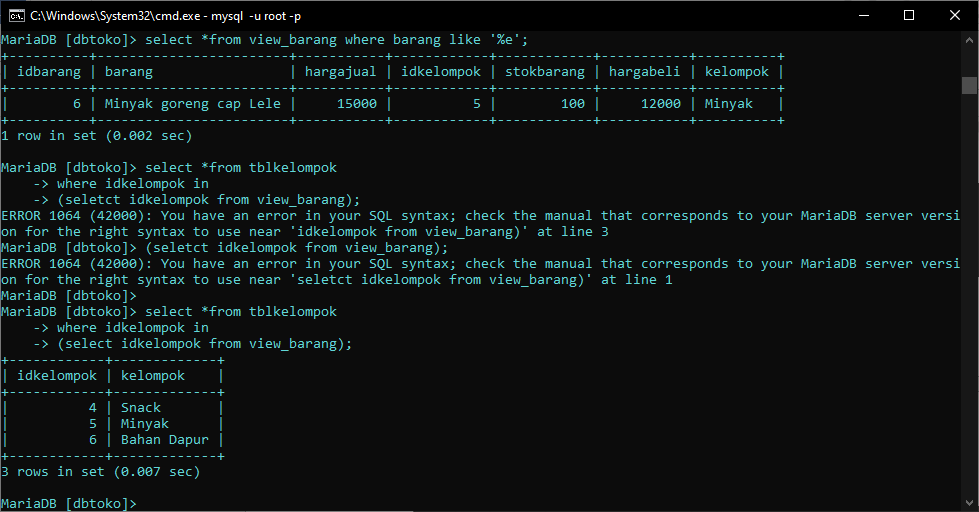 C:\Windows\System32\cmd.exe - mysql  -u root -p
MariaDB [dbtoko]> select *from view_barang where barang like '%e';
+----------+------------------------+-----------+------------+------------+-----------+----------+
| idbarang | barang                 | hargajual | idkelompok | stokbarang | hargabeli | kelompok |
+----------+------------------------+-----------+------------+------------+-----------+----------+
|        6 | Minyak goreng cap Lele |     15000 |          5 |        100 |     12000 | Minyak   |
+----------+------------------------+-----------+------------+------------+-----------+----------+
1 row in set (0.002 sec)
MariaDB [dbtoko]> select *from tblkelompok
    -> where idkelompok in
    -> (seletct idkelompok from view_barang);
ERROR 1064 (42000): You have an error in your SQL syntax; check the manual that corresponds to your MariaDB server versi
on for the right syntax to use near 'idkelompok from view_barang)' at line 3
MariaDB [dbtoko]> (seletct idkelompok from view_barang);
ERROR 1064 (42000): You have an error in your SQL syntax; check the manual that corresponds to your MariaDB server versi
on for the right syntax to use near 'seletct idkelompok from view_barang)' at line 1
MariaDB [dbtoko]>
MariaDB [dbtoko]> select *from tblkelompok
    -> where idkelompok in
    -> (select idkelompok from view_barang);
+------------+-------------+
| idkelompok | kelompok    |
+------------+-------------+
|          4 | Snack       |
|          5 | Minyak      |
|          6 | Bahan Dapur |
+------------+-------------+
3 rows in set (0.007 sec)
MariaDB [dbtoko]>